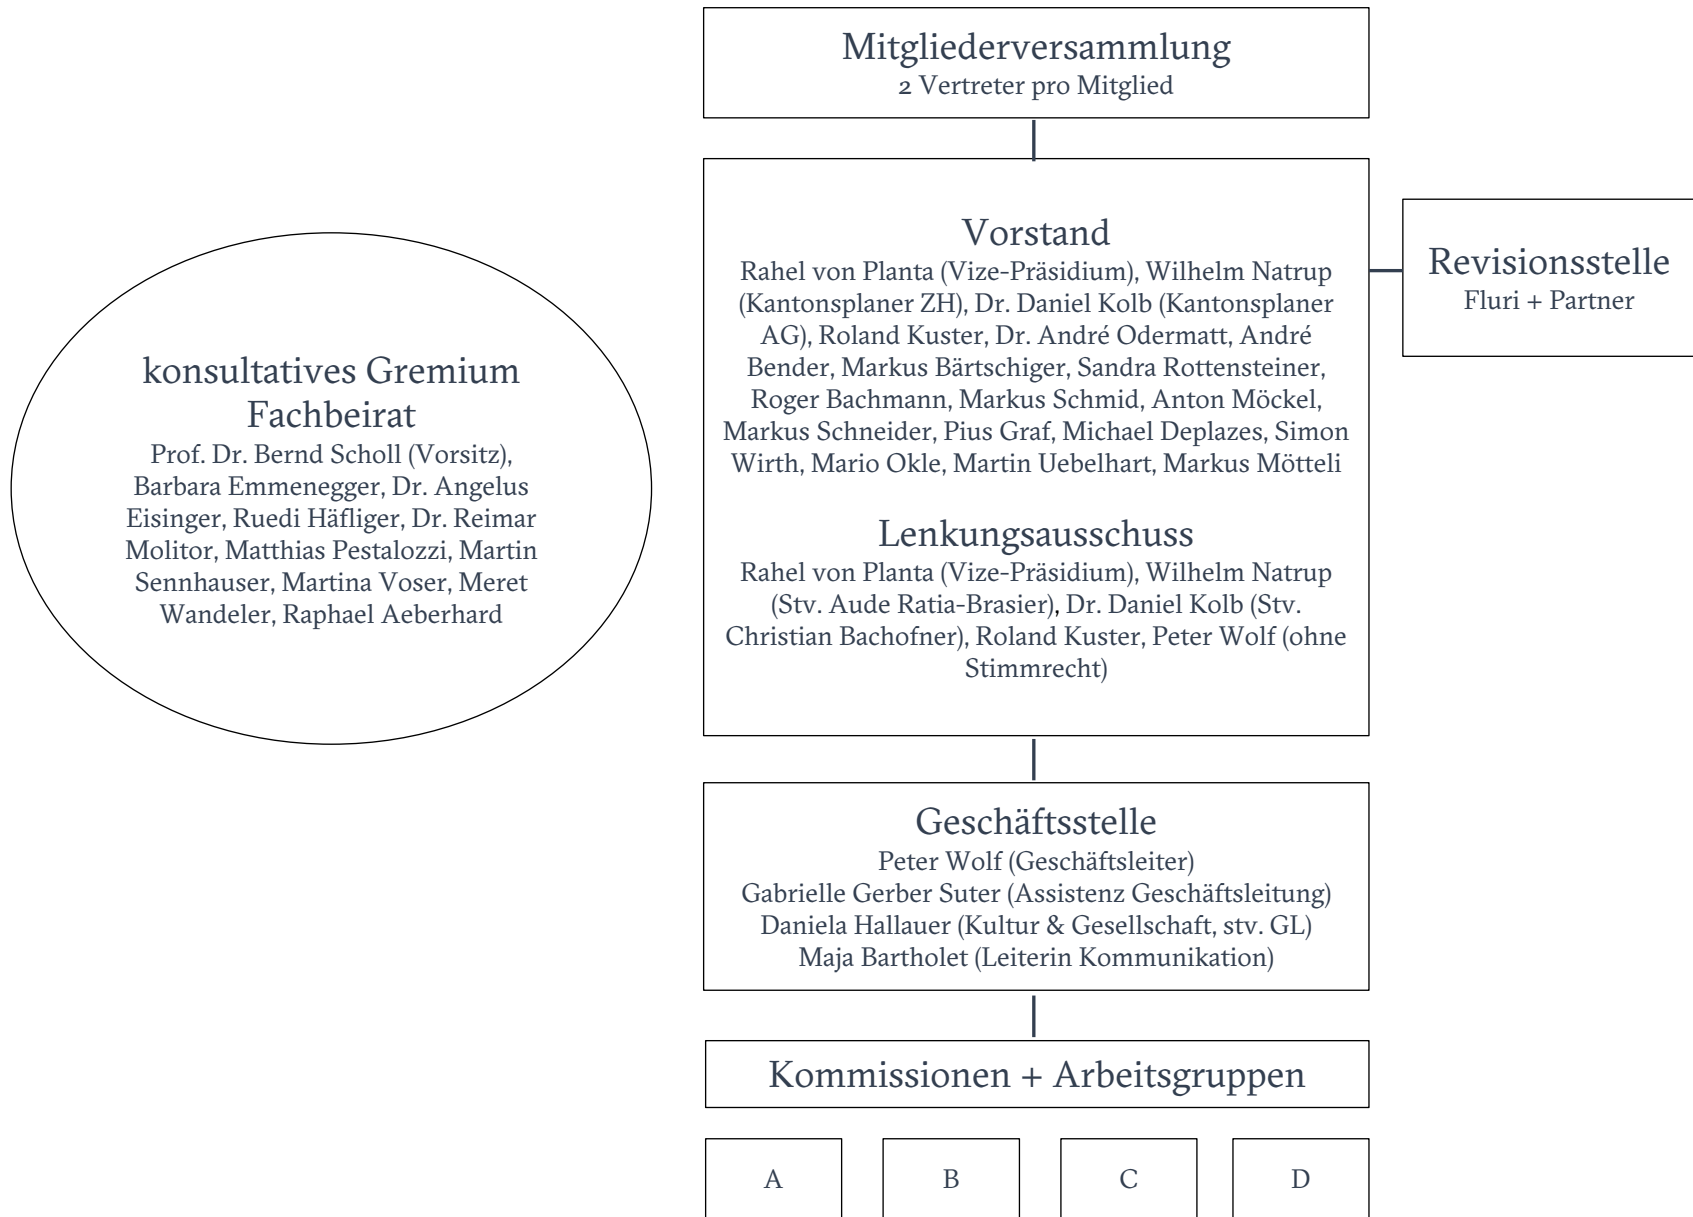 Mitgliederversammlung
2 Vertreter pro Mitglied
Vorstand
Rahel von Planta (Vize-Präsidium), Wilhelm Natrup
(Kantonsplaner ZH), Dr. Daniel Kolb (Kantonsplaner
AG), Roland Kuster, Dr. André Odermatt, André
Bender, Markus Bärtschiger, Sandra Rottensteiner,
Roger Bachmann, Markus Schmid, Anton Möckel,
Markus Schneider, Pius Graf, Michael Deplazes, Simon
Wirth, Mario Okle, Martin Uebelhart, Markus Mötteli
Lenkungsausschuss
Rahel von Planta (Vize-Präsidium), Wilhelm Natrup
(Stv. Aude Ratia-Brasier), Dr. Daniel Kolb (Stv.
Christian Bachofner), Roland Kuster, Peter Wolf (ohne
Stimmrecht)
Revisionsstelle
Fluri + Partner
konsultatives Gremium
Fachbeirat
Prof. Dr. Bernd Scholl (Vorsitz),
Barbara Emmenegger, Dr. Angelus
Eisinger, Ruedi Häfliger, Dr. Reimar
Molitor, Matthias Pestalozzi, Martin
Sennhauser, Martina Voser, Meret
Wandeler, Raphael Aeberhard
Geschäftsstelle
Peter Wolf (Geschäftsleiter)
Gabrielle Gerber Suter (Assistenz Geschäftsleitung)
Daniela Hallauer (Kultur & Gesellschaft, stv. GL)
Maja Bartholet (Leiterin Kommunikation)
Kommissionen + Arbeitsgruppen
A
B
C
D